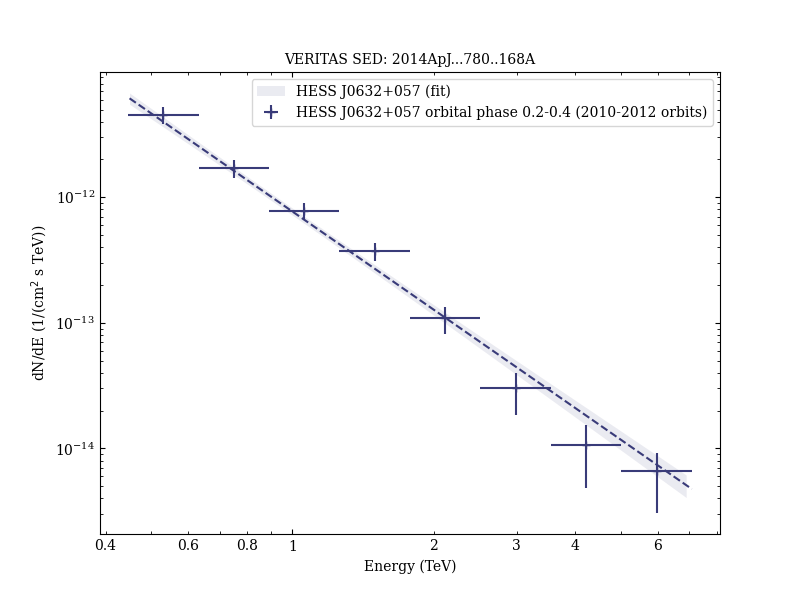 VERITAS SED: 2014ApJ...780..168A
HESS J0632+057 (fit)
HESS J0632+057 orbital phase 0.2-0.4 (2010-2012 orbits)
dN/dE (1/(cm² s TeV))
10⁻¹²
10⁻¹³
10⁻¹⁴
0.4 0.6 0.8 1 2 3 4 6
Energy (TeV)